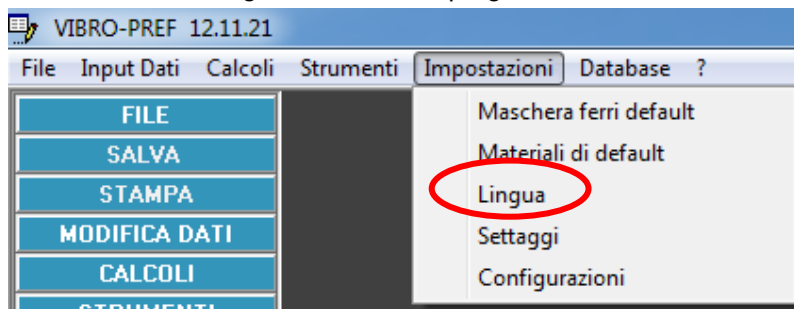 VIBRO-PREF 12.11.21
File Input Dati Calcoli Strumenti Impostazioni Database ?
FILE
SALVA
STAMPA
MODIFICA DATI
CALCOLI
Maschera ferri default
Materiali di default
Lingua
Settaggi
Configurazioni